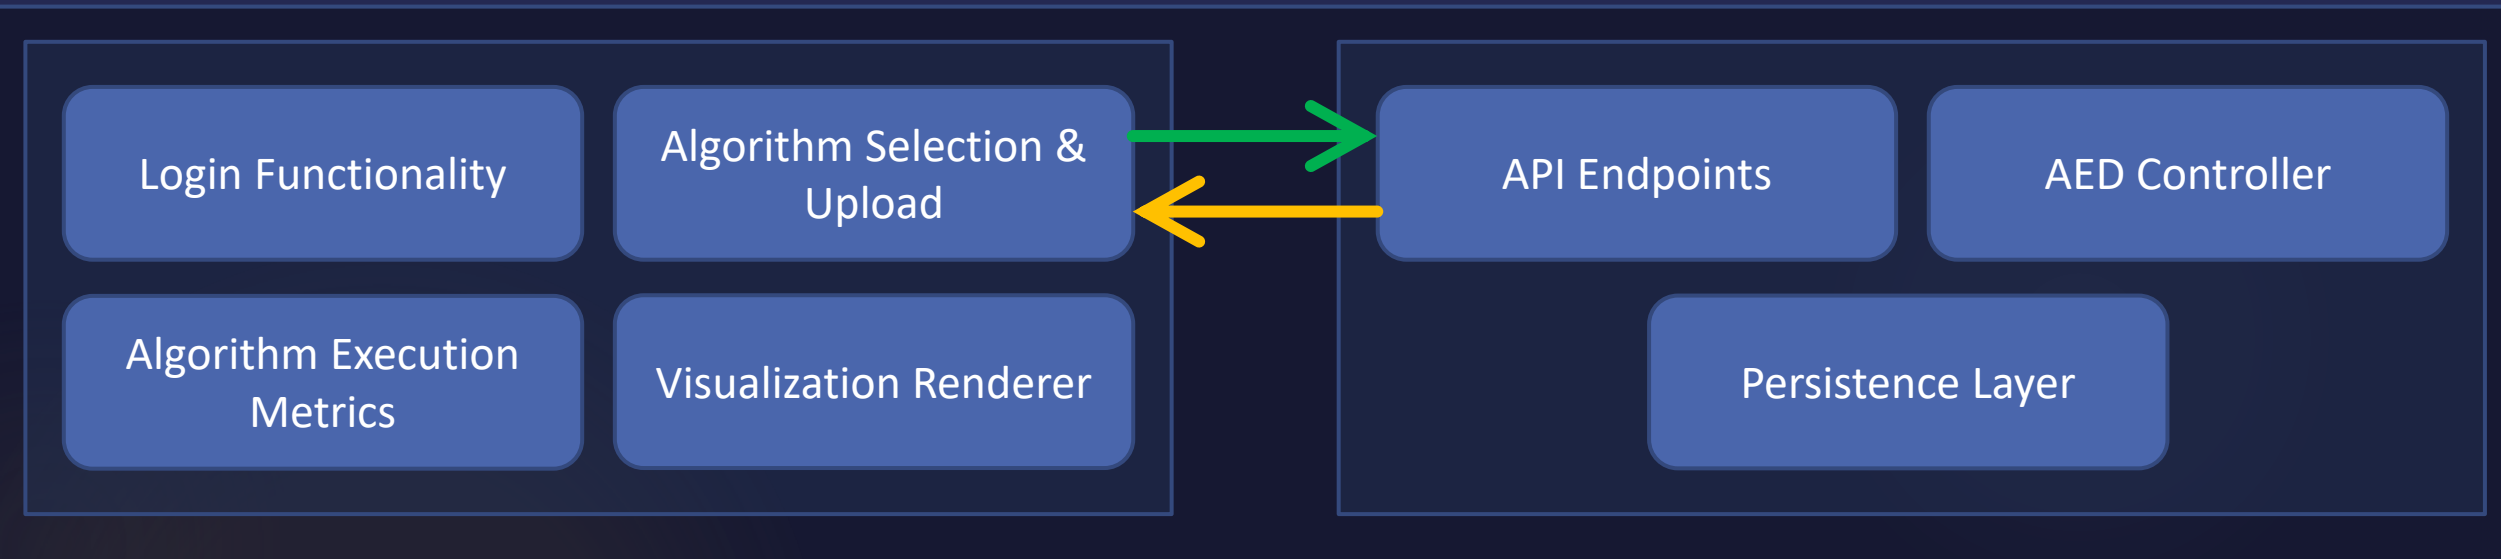 Login Functionality
Algorithm Selection &
Upload
Algorithm Execution
Metrics
Visualization Renderer
API Endpoints
AED Controller
Persistence Layer